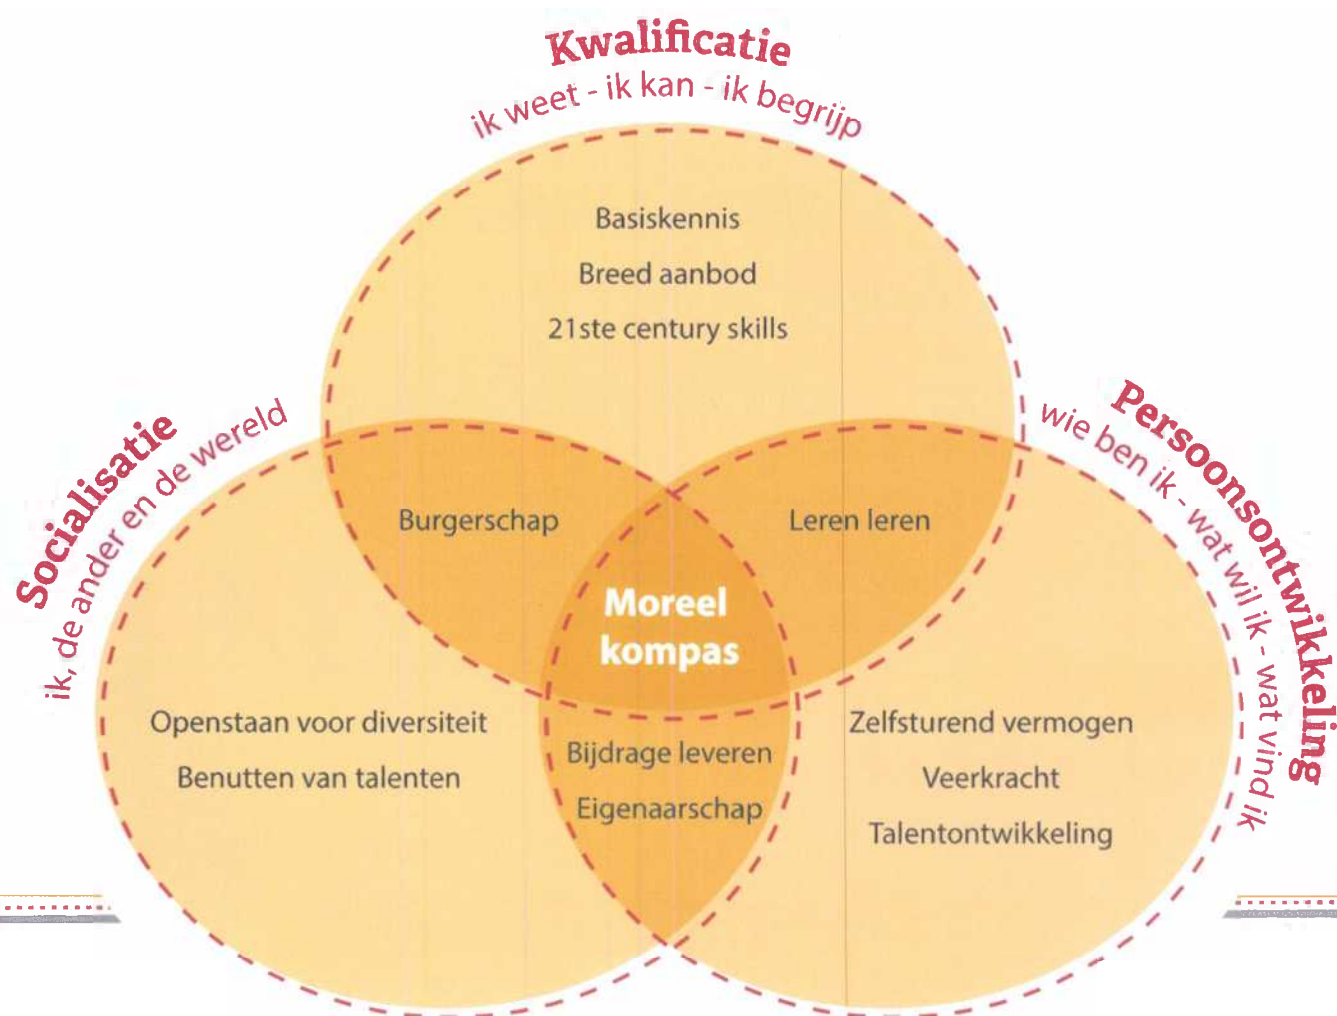 Kwalificatie
ik weet - ik kan - ik begrijp
Basiskennis
Breed aanbod
21ste century skills
Socialisatie
ik, de ander en de wereld
Persoonsontwikkeling
wie ben ik - wat wil ik - wat vind ik
Burgerschap
Leren leren
Moreel
kompas
Openstaan voor diversiteit
Benutten van talenten
Bijdrage leveren
Eigenaarschap
Zelfsturend vermogen
Veerkracht
Talentontwikkeling